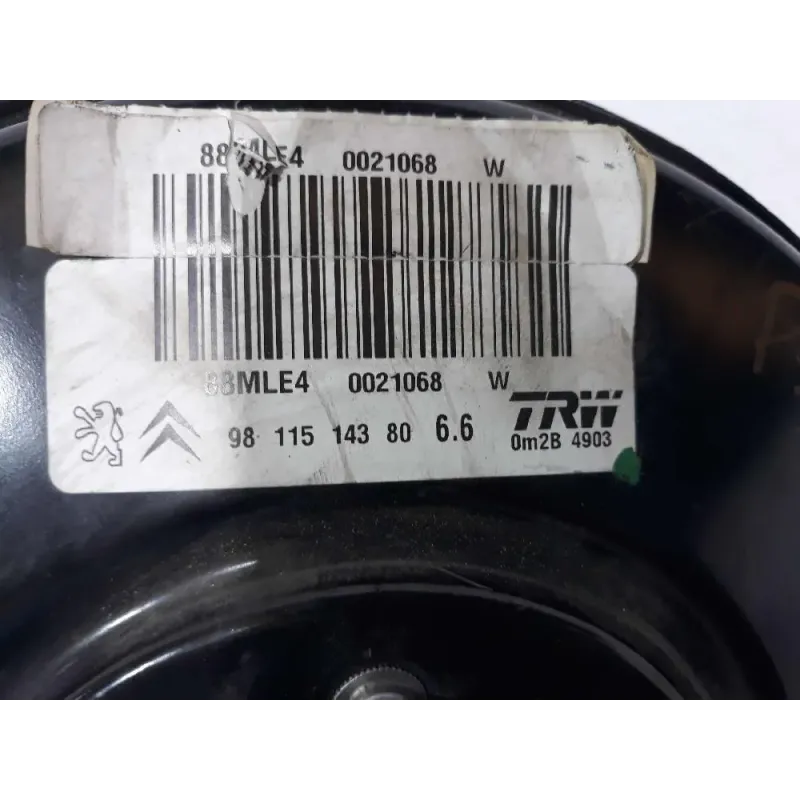 0021068 W
88MLE4 0021068 W
98 115 143 80 6.6 TRW
0m2B 4903